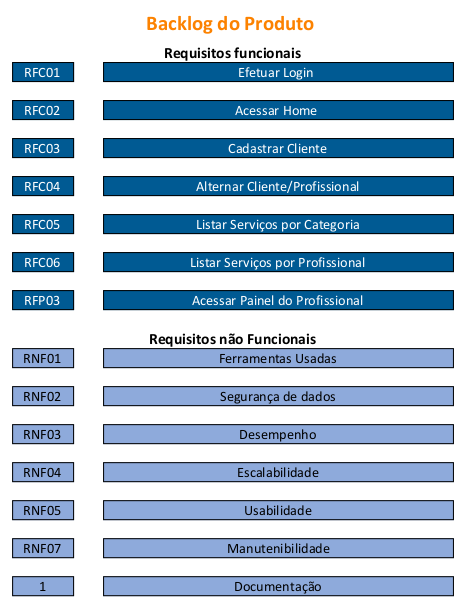 Backlog do Produto
Requisitos funcionais
RFC01 Efetuar Login
RFC02 Acessar Home
RFC03 Cadastrar Cliente
RFC04 Alternar Cliente/Profissional
RFC05 Listar Serviços por Categoria
RFC06 Listar Serviços por Profissional
RFP03 Acessar Painel do Profissional
Requisitos não Funcionais
RNF01 Ferramentas Usadas
RNF02 Segurança de dados
RNF03 Desempenho
RNF04 Escalabilidade
RNF05 Usabilidade
RNF07 Manutenibilidade
1 Documentação